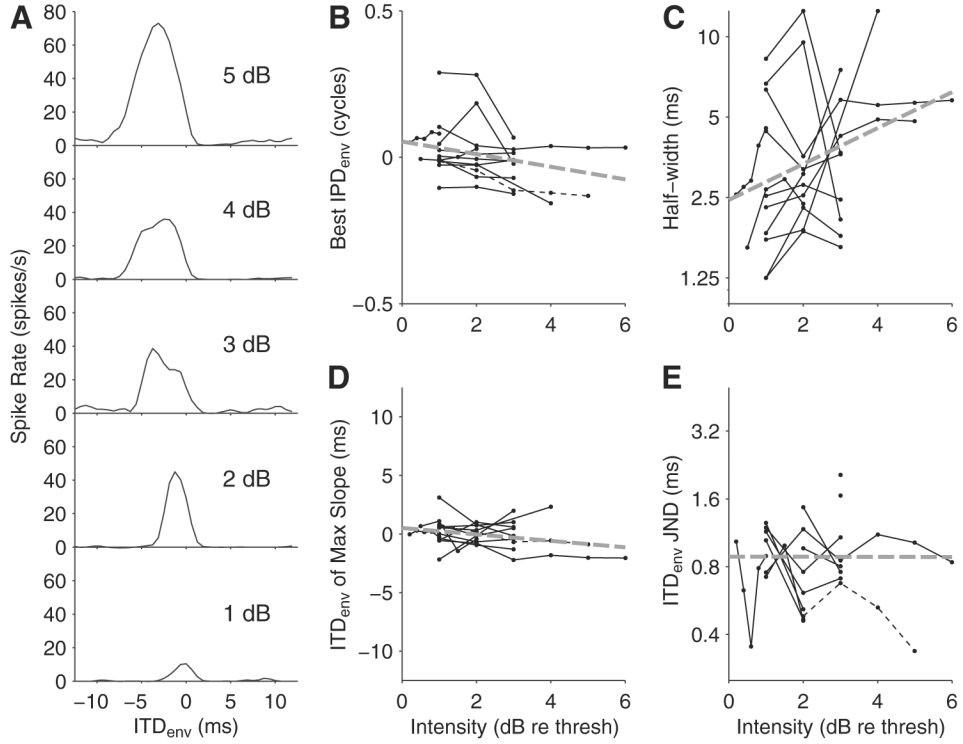 A
Spike Rate (spikes/s)
80
60
40
20
0
5 dB
60
40
20
0
4 dB
60
40
20
0
3 dB
60
40
20
0
2 dB
60
40
20
0
1 dB
−10 −5 0 5 10
ITDenv (ms)
B
Best IPDenv (cycles)
0.5
0
−0.5
0 2 4 6
C
Half−width (ms)
10
5
2.5
1.25
0 2 4 6
D
ITDenv of Max Slope (ms)
10
5
0
−5
−10
0 2 4 6
Intensity (dB re thresh)
E
ITDenv JND (ms)
3.2
1.6
0.8
0.4
0 2 4 6
Intensity (dB re thresh)